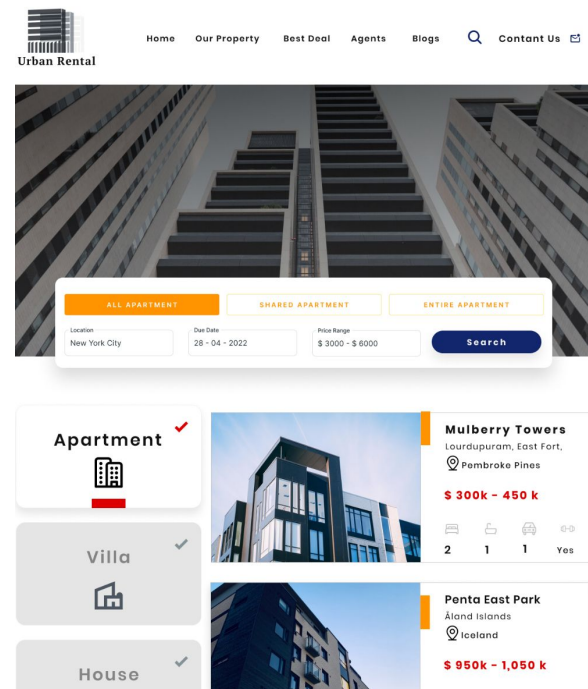 Urban Rental
Home Our Property Best Deal Agents Blogs Contant Us
ALL APARTMENT SHARED APARTMENT ENTIRE APARTMENT
Location Due Date Price Range
New York City 28 - 04 - 2022 $ 3000 - $ 6000 Search
Apartment
Villa
House
Mulberry Towers
Lourdupuram, East Fort,
Pembroke Pines
$ 300k - 450 k
2 1 1 Yes
Penta East Park
Åland Islands
Iceland
$ 950k - 1,050 k